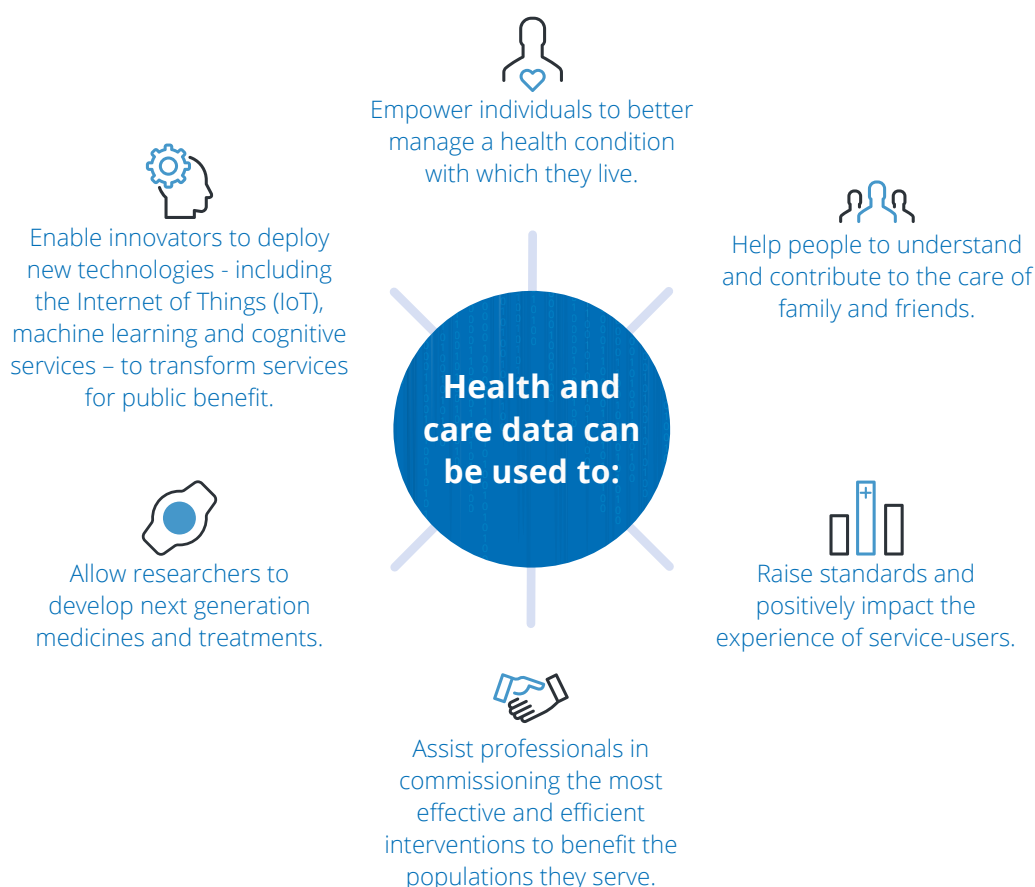 Empower individuals to better
manage a health condition
with which they live.
Enable innovators to deploy
new technologies - including
the Internet of Things (IoT),
machine learning and cognitive
services – to transform services
for public benefit.
Help people to understand
and contribute to the care of
family and friends.
Health and
care data can
be used to:
Allow researchers to
develop next generation
medicines and treatments.
Raise standards and
positively impact the
experience of service-users.
Assist professionals in
commissioning the most
effective and efficient
interventions to benefit the
populations they serve.